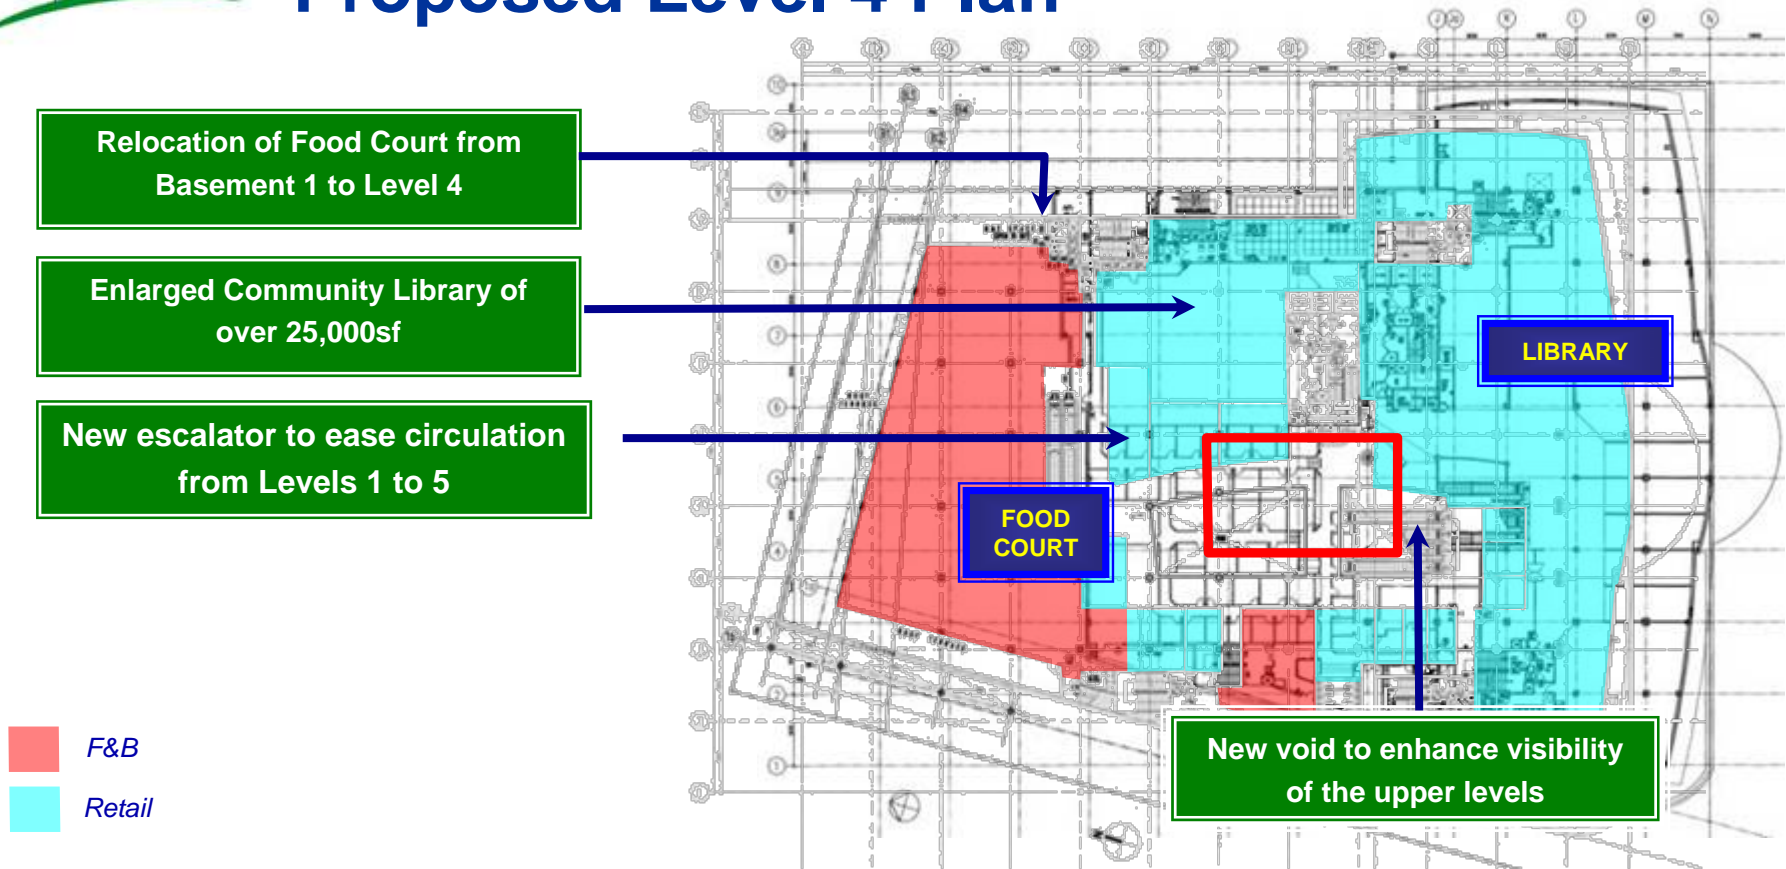 Proposed Level 4 Plan
Relocation of Food Court from
Basement 1 to Level 4
Enlarged Community Library of
over 25,000sf
New escalator to ease circulation
from Levels 1 to 5
LIBRARY
FOOD
COURT
New void to enhance visibility
of the upper levels
F&B
Retail